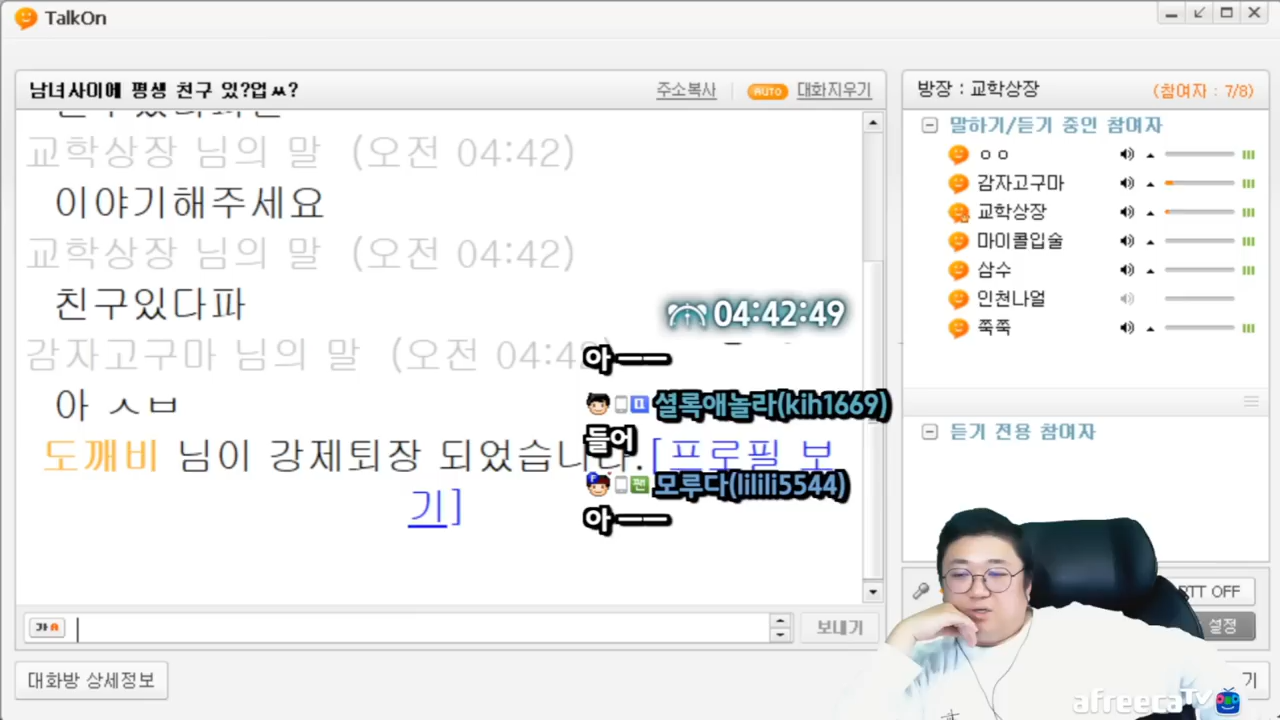 TalkOn
남녀사이에 평생 친구 있?업ㅆ?
주소복사
AUTO
대화지우기
교학상장 님의 말 (오전 04:42)
이야기해주세요
교학상장 님의 말 (오전 04:42)
친구있다파
감자고구마 님의 말 (오전 04:42)
아 ㅅㅂ
도깨비 님이 강제퇴장 되었습니다.[프로필 보
기]
04:42:49
아ㅡㅡ
셜록애놀라(kih1669)
들어
팬 모루다(lilili5544)
아ㅡㅡ
가A
보내기
대화방 상세정보
방장 : 교학상장
(참여자 : 7/8)
말하기/듣기 중인 참여자
ㅇㅇ
감자고구마
교학상장
마이콜입술
삼수
인천나얼
쭉쭉
듣기 전용 참여자
OFF
설정
기
afreecaTV